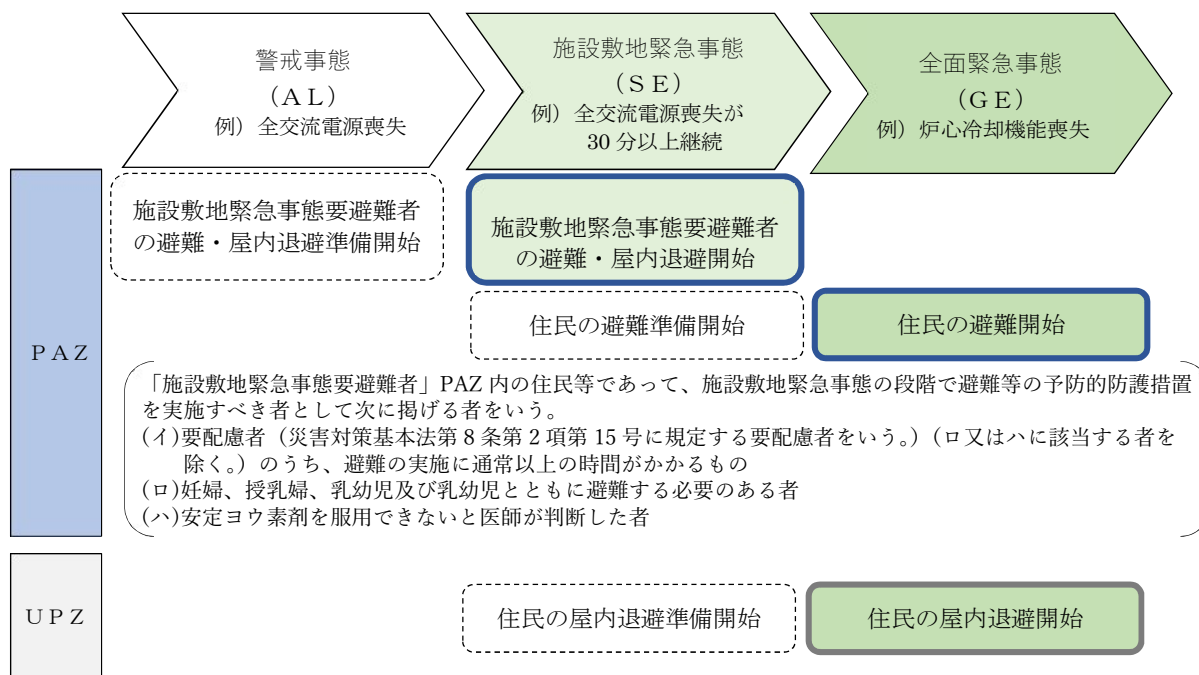 警戒事態
（ＡＬ）
例）全交流電源喪失
施設敷地緊急事態
（ＳＥ）
例）全交流電源喪失が
30 分以上継続
全面緊急事態
（ＧＥ）
例）炉心冷却機能喪失
ＰＡＺ
施設敷地緊急事態要避難者
の避難・屋内退避準備開始
施設敷地緊急事態要避難者
の避難・屋内退避開始
住民の避難準備開始
住民の避難開始
「施設敷地緊急事態要避難者」PAZ 内の住民等であって、施設敷地緊急事態の段階で避難等の予防的防護措置
を実施すべき者として次に掲げる者をいう。
(イ)要配慮者（災害対策基本法第 8 条第 2 項第 15 号に規定する要配慮者をいう。）（ロ又はハに該当する者を
除く。）のうち、避難の実施に通常以上の時間がかかるもの
(ロ)妊婦、授乳婦、乳幼児及び乳幼児とともに避難する必要のある者
(ハ)安定ヨウ素剤を服用できないと医師が判断した者
ＵＰＺ
住民の屋内退避準備開始
住民の屋内退避開始